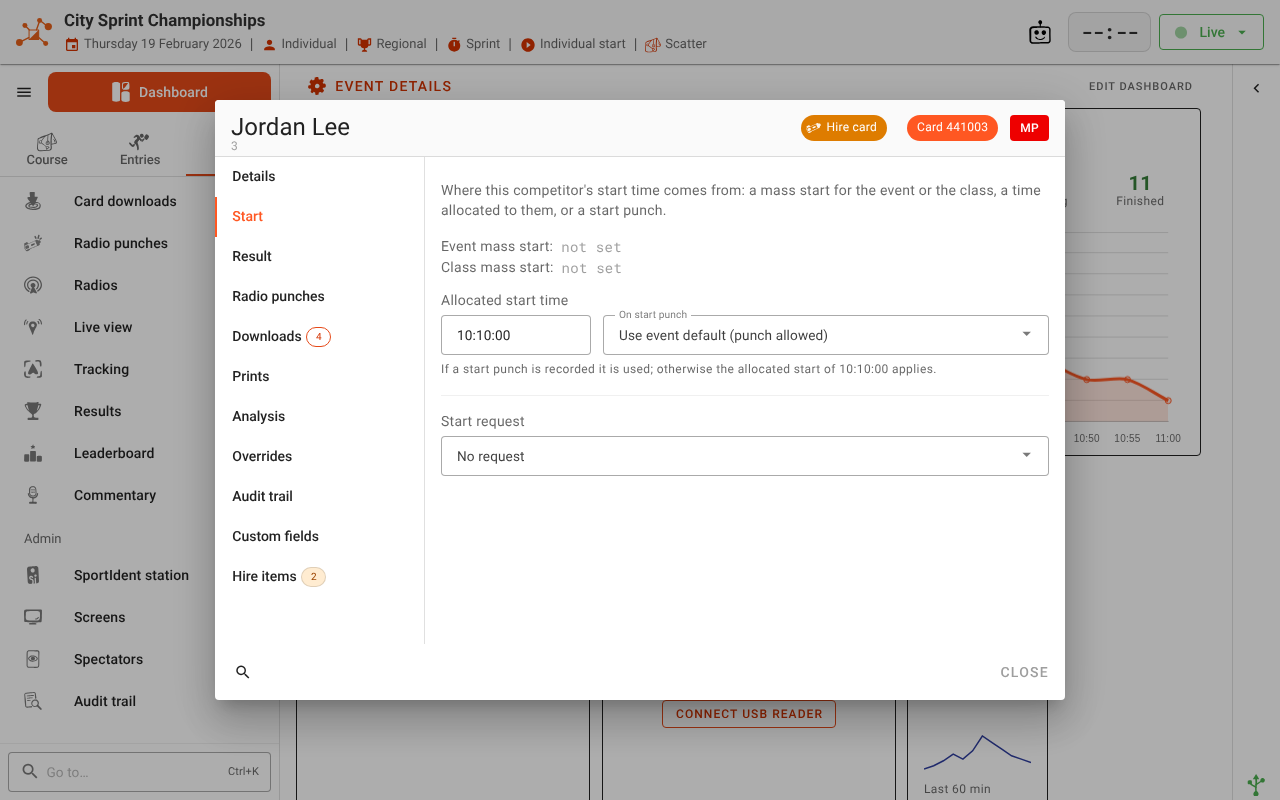 City Sprint Championships
Thursday 19 February 2026 | Individual | Regional | Sprint | Individual start | Scatter
--:--
Live
Dashboard
EVENT DETAILS
EDIT DASHBOARD
Course
Entries
Card downloads
Radio punches
Radios
Live view
Tracking
Results
Leaderboard
Commentary
Admin
SportIdent station
Screens
Spectators
Audit trail
Go to...
Ctrl+K
Jordan Lee
3
Hire card
Card 441003
MP
Details
Start
Result
Radio punches
Downloads 4
Prints
Analysis
Overrides
Audit trail
Custom fields
Hire items 2
Where this competitor's start time comes from: a mass start for the event or the class, a time
allocated to them, or a start punch.
Event mass start: not set
Class mass start: not set
Allocated start time
10:10:00
On start punch
Use event default (punch allowed)
If a start punch is recorded it is used; otherwise the allocated start of 10:10:00 applies.
Start request
No request
CLOSE
11
Finished
10:50 10:55 11:00
CONNECT USB READER
Last 60 min